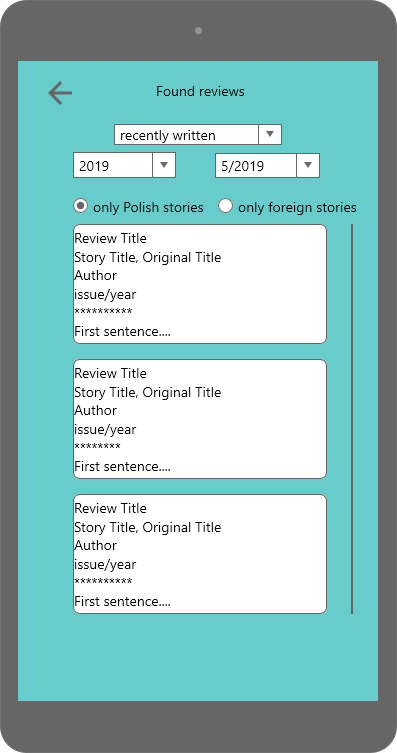 Found reviews
recently written
2019 5/2019
only Polish stories only foreign stories
Review Title
Story Title, Original Title
Author
issue/year
**********
First sentence....
Review Title
Story Title, Original Title
Author
issue/year
********
First sentence....
Review Title
Story Title, Original Title
Author
issue/year
**********
First sentence....